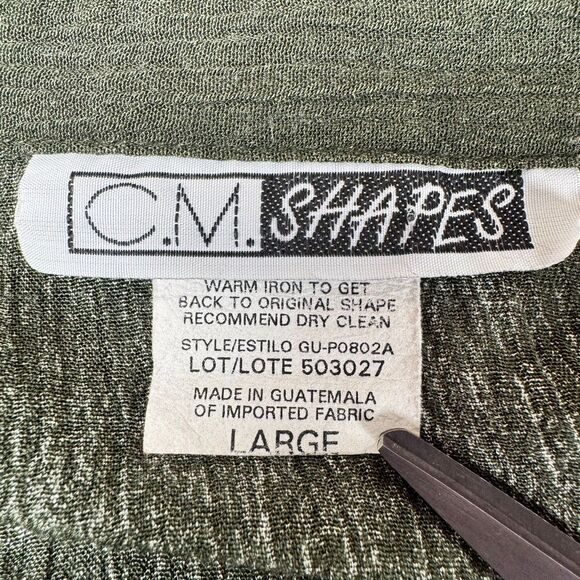 C.M. SHAPES
WARM IRON TO GET
BACK TO ORIGINAL SHAPE
RECOMMEND DRY CLEAN
STYLE/ESTILO GU-P0802A
LOT/LOTE 503027
MADE IN GUATEMALA
OF IMPORTED FABRIC
LARGE